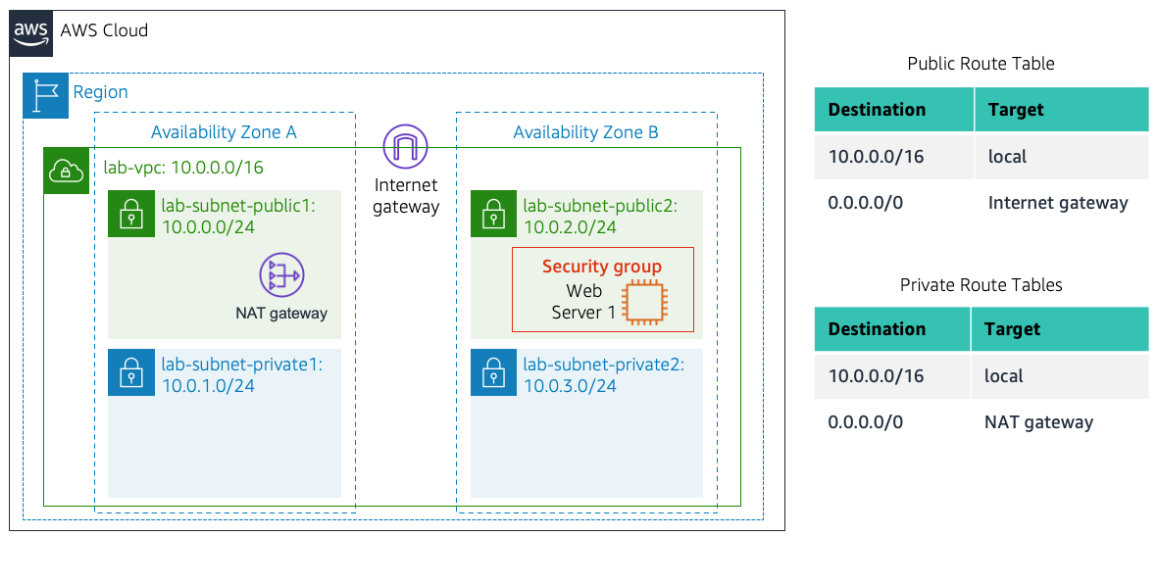 aws
AWS Cloud
Region
Availability Zone A
Availability Zone B
lab-vpc: 10.0.0.0/16
Internet
gateway
lab-subnet-public1:
10.0.0.0/24
NAT gateway
lab-subnet-public2:
10.0.2.0/24
Security group
Web
Server 1
lab-subnet-private1:
10.0.1.0/24
lab-subnet-private2:
10.0.3.0/24
Public Route Table
Destination Target
10.0.0.0/16 local
0.0.0.0/0 Internet gateway
Private Route Tables
Destination Target
10.0.0.0/16 local
0.0.0.0/0 NAT gateway